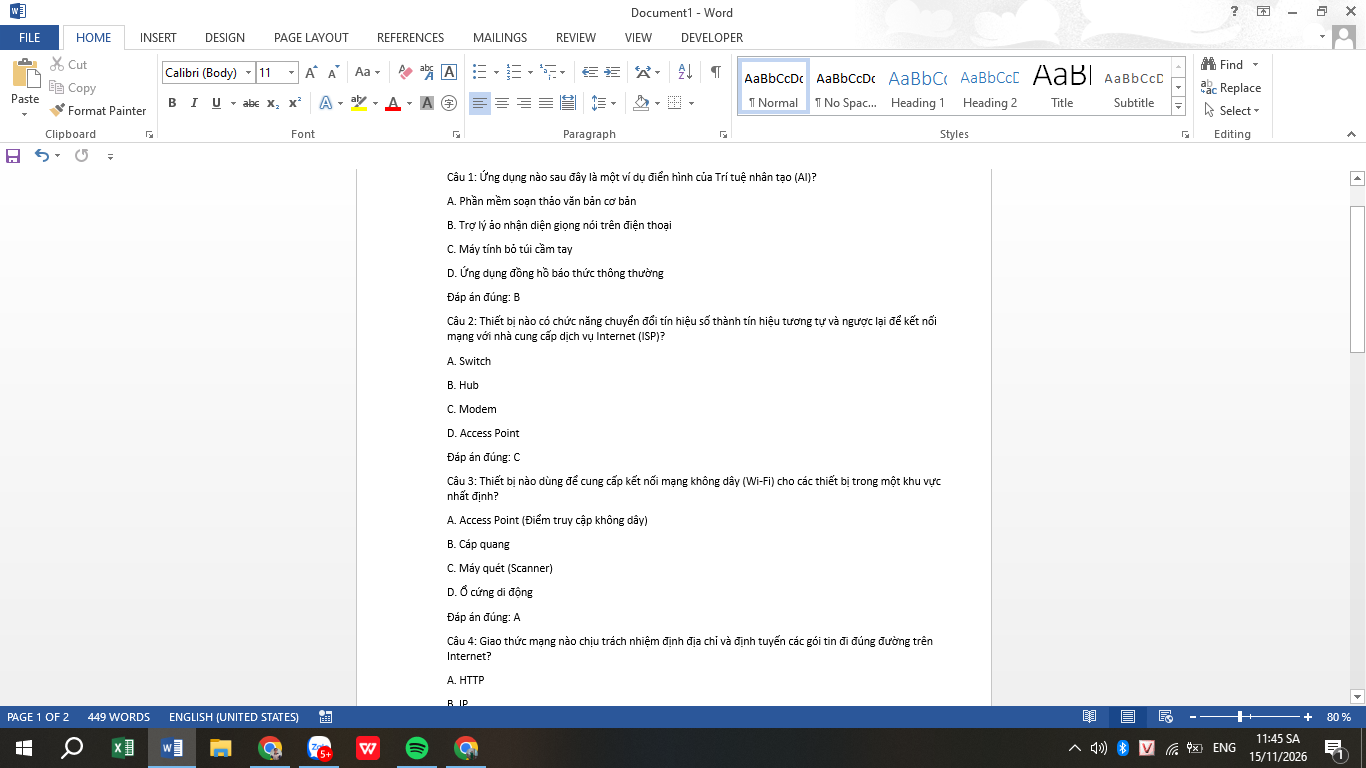 Document1 - Word
FILE HOME INSERT DESIGN PAGE LAYOUT REFERENCES MAILINGS REVIEW VIEW DEVELOPER
Paste
Cut
Copy
Format Painter
Clipboard
Calibri (Body) 11
Font
Paragraph
AaBbCcDc AaBbCcDc AaBbCc AaBbCcD AaBl AaBbCcD
¶ Normal ¶ No Spac... Heading 1 Heading 2 Title Subtitle
Styles
Find
Replace
Select
Editing
Câu 1: Ứng dụng nào sau đây là một ví dụ điển hình của Trí tuệ nhân tạo (AI)?
A. Phần mềm soạn thảo văn bản cơ bản
B. Trợ lý ảo nhận diện giọng nói trên điện thoại
C. Máy tính bỏ túi cầm tay
D. Ứng dụng đồng hồ báo thức thông thường
Đáp án đúng: B
Câu 2: Thiết bị nào có chức năng chuyển đổi tín hiệu số thành tín hiệu tương tự và ngược lại để kết nối
mạng với nhà cung cấp dịch vụ Internet (ISP)?
A. Switch
B. Hub
C. Modem
D. Access Point
Đáp án đúng: C
Câu 3: Thiết bị nào dùng để cung cấp kết nối mạng không dây (Wi-Fi) cho các thiết bị trong một khu vực
nhất định?
A. Access Point (Điểm truy cập không dây)
B. Cáp quang
C. Máy quét (Scanner)
D. Ổ cứng di động
Đáp án đúng: A
Câu 4: Giao thức mạng nào chịu trách nhiệm định địa chỉ và định tuyến các gói tin đi đúng đường trên
Internet?
A. HTTP
B. IP
PAGE 1 OF 2 449 WORDS ENGLISH (UNITED STATES) 80 %
ENG
11:45 SA
15/11/2026